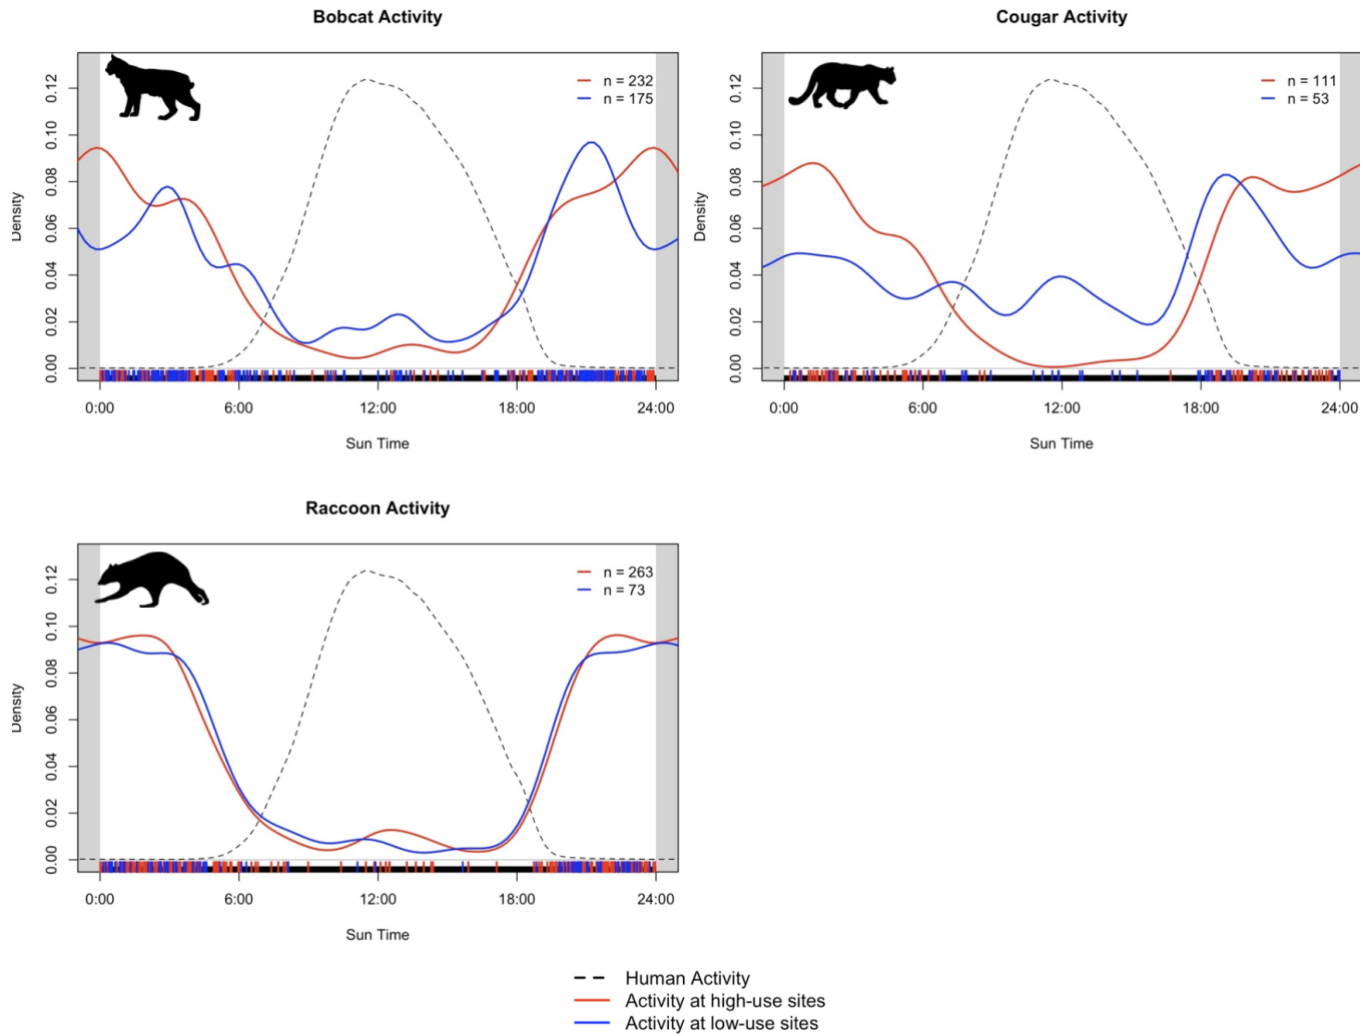 Bobcat Activity
Cougar Activity
n = 232
n = 175
n = 111
n = 53
Density
0.00 0.02 0.04 0.06 0.08 0.10 0.12
Density
0.00 0.02 0.04 0.06 0.08 0.10 0.12
0:00 6:00 12:00 18:00 24:00
0:00 6:00 12:00 18:00 24:00
Sun Time
Sun Time
Raccoon Activity
n = 263
n = 73
Density
0.00 0.02 0.04 0.06 0.08 0.10 0.12
0:00 6:00 12:00 18:00 24:00
Sun Time
Human Activity
Activity at high-use sites
Activity at low-use sites